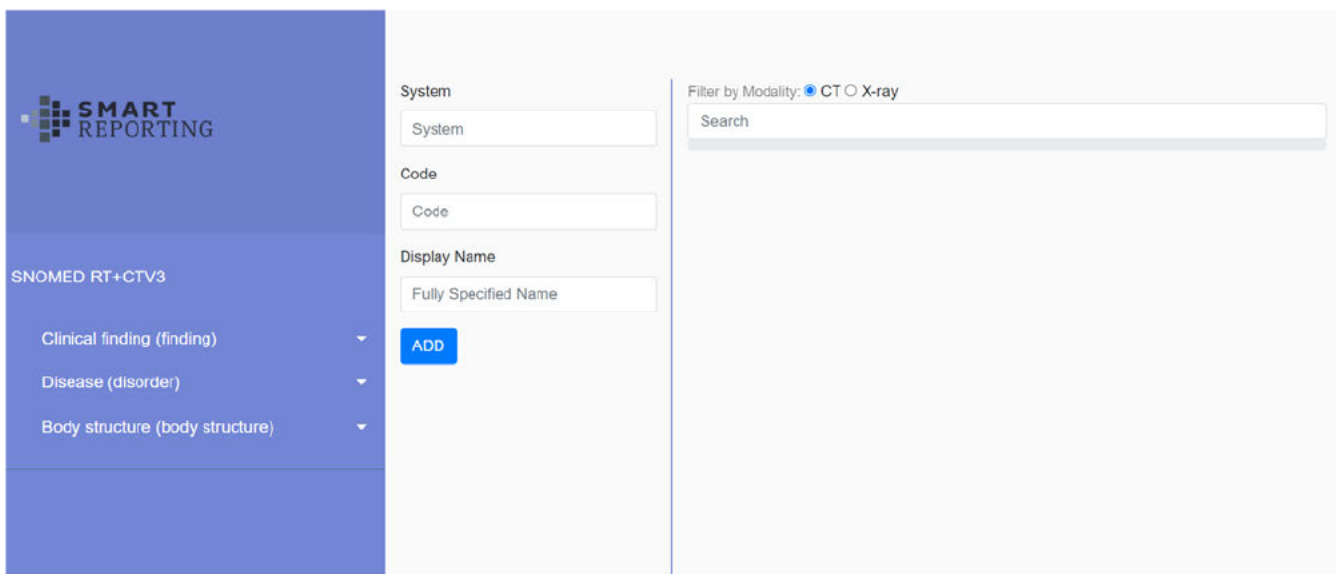 SMART
REPORTING
SNOMED RT+CTV3
Clinical finding (finding)
Disease (disorder)
Body structure (body structure)
System
System
Code
Code
Display Name
Fully Specified Name
ADD
Filter by Modality: CT X-ray
Search